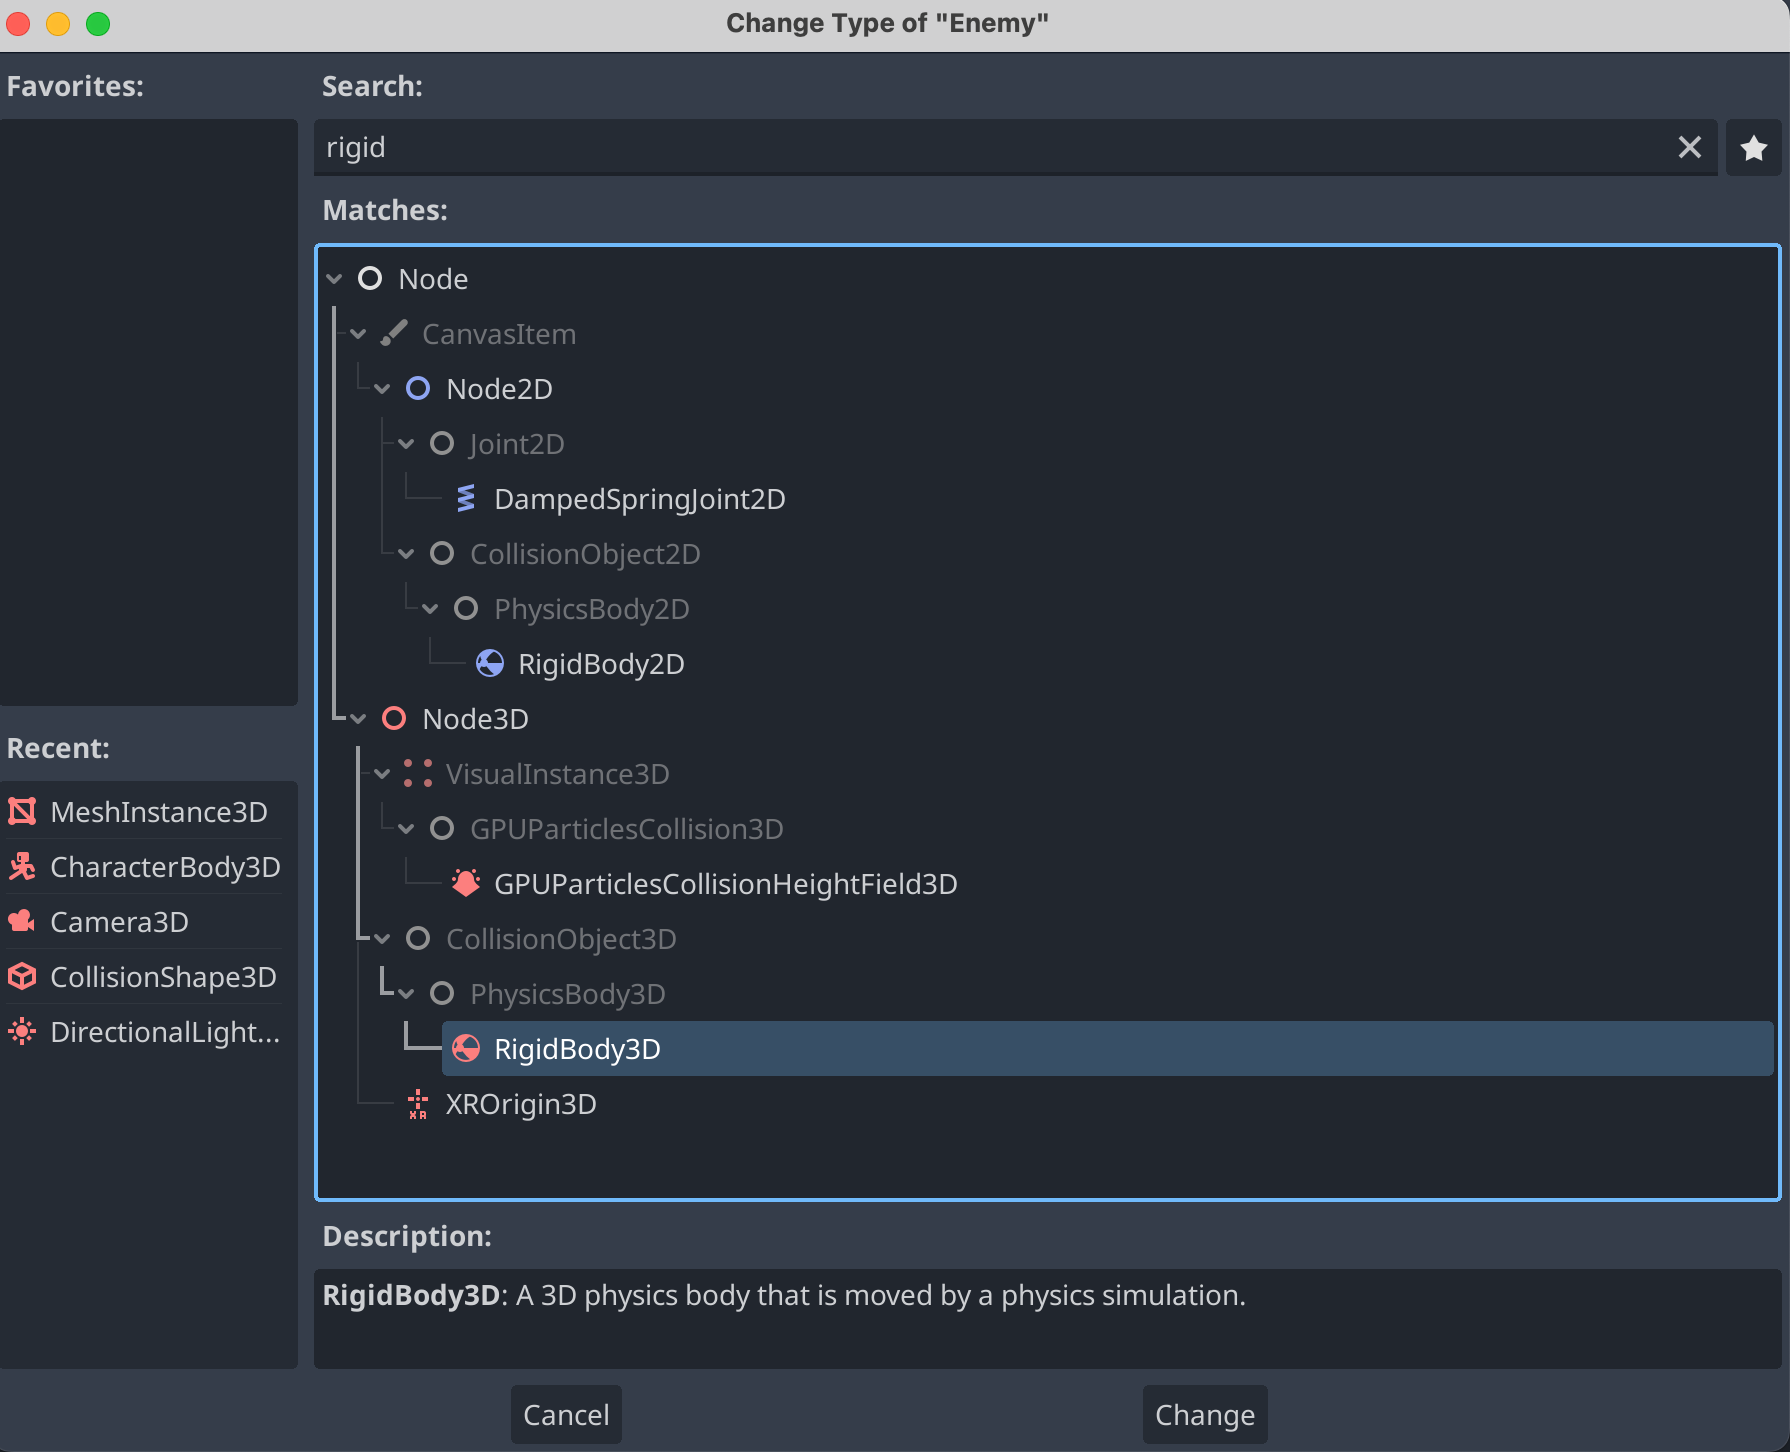 Change Type of "Enemy"
Favorites:
Search:
rigid
Matches:
Node
CanvasItem
Node2D
Joint2D
DampedSpringJoint2D
CollisionObject2D
PhysicsBody2D
RigidBody2D
Node3D
VisualInstance3D
GPUParticlesCollision3D
GPUParticlesCollisionHeightField3D
CollisionObject3D
PhysicsBody3D
RigidBody3D
XROrigin3D
Recent:
MeshInstance3D
CharacterBody3D
Camera3D
CollisionShape3D
DirectionalLight...
Description:
RigidBody3D: A 3D physics body that is moved by a physics simulation.
Cancel
Change